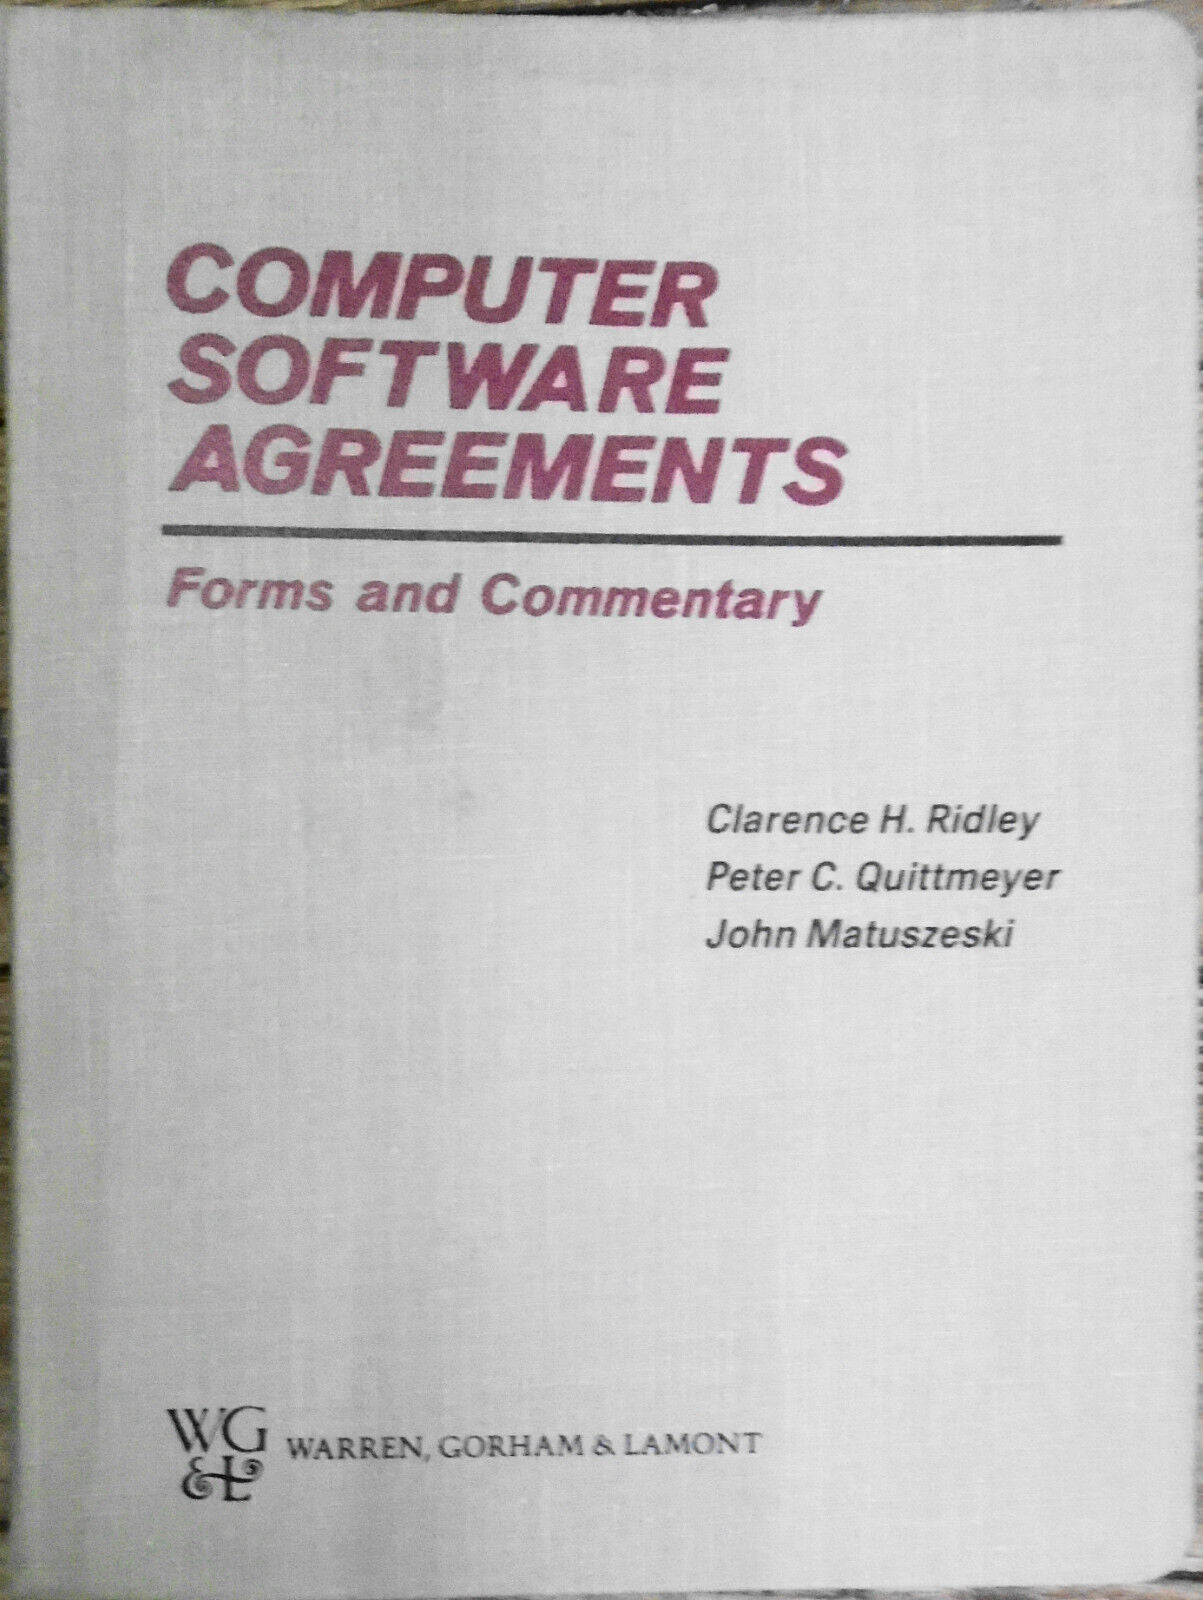 COMPUTER
SOFTWARE
AGREEMENTS
Forms and Commentary
Clarence H. Ridley
Peter C. Quittmeyer
John Matuszeski
WG
&L
WARREN, GORHAM & LAMONT